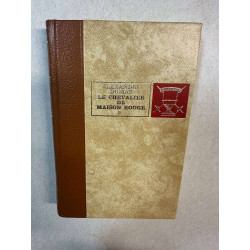 ALEXANDRE
DUMAS
LE CHEVALIER
DE
MAISON ROUGE